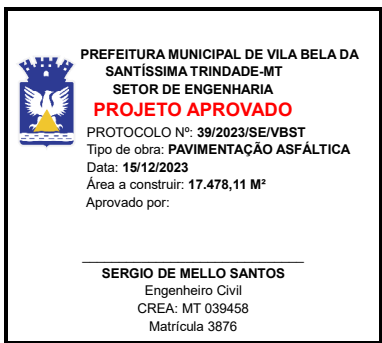 PREFEITURA MUNICIPAL DE VILA BELA DA
SANTÍSSIMA TRINDADE-MT
SETOR DE ENGENHARIA
PROJETO APROVADO
PROTOCOLO Nº: 39/2023/SE/VBST
Tipo de obra: PAVIMENTAÇÃO ASFÁLTICA
Data: 15/12/2023
Área a construir: 17.478,11 M²
Aprovado por:
SERGIO DE MELLO SANTOS
Engenheiro Civil
CREA: MT 039458
Matrícula 3876